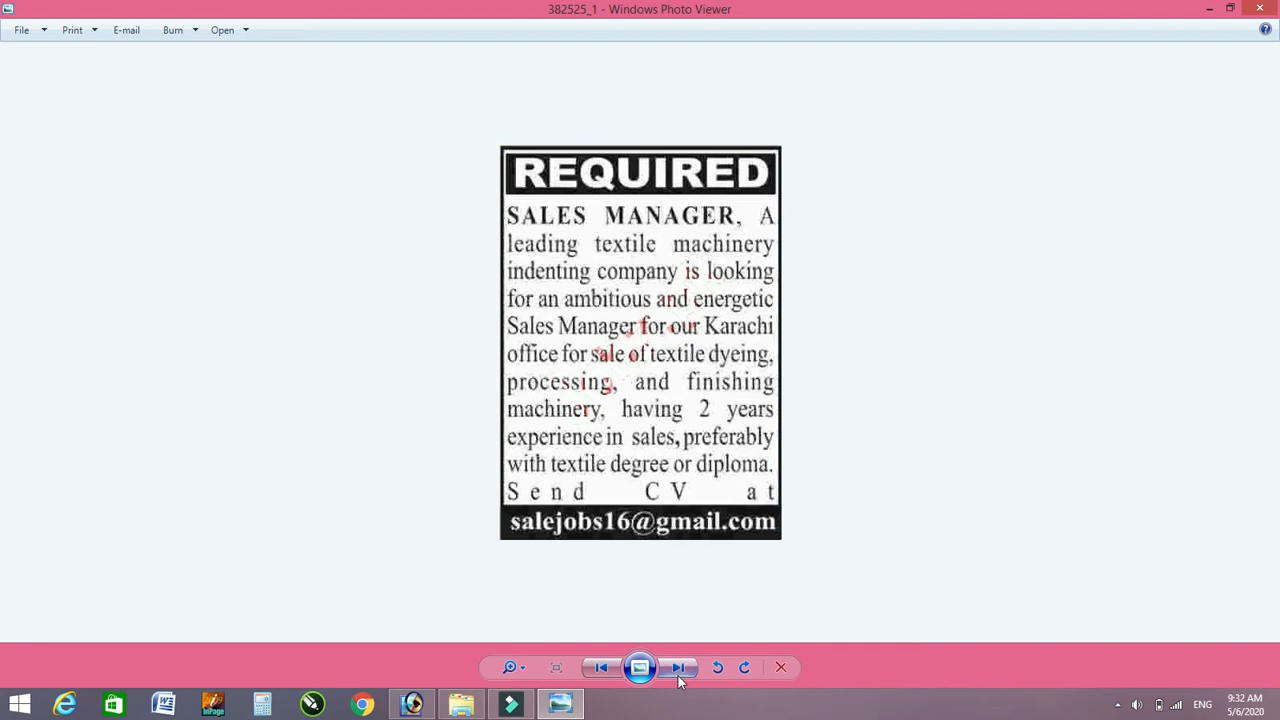 382525_1 - Windows Photo Viewer
File Print E-mail Burn Open
REQUIRED
SALES MANAGER, A
leading textile machinery
indenting company is looking
for an ambitious and energetic
Sales Manager for our Karachi
office for sale of textile dyeing,
processing, and finishing
machinery, having 2 years
experience in sales, preferably
with textile degree or diploma.
Send CV at
salejobs16@gmail.com
InPage
ENG
9:32 AM
5/6/2020